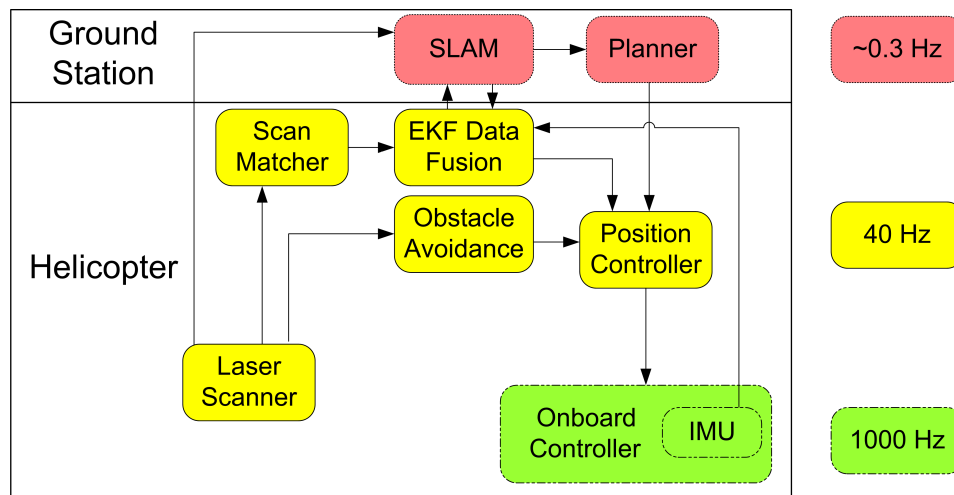 Ground
Station
SLAM
Planner
~0.3 Hz
Scan
Matcher
EKF Data
Fusion
Obstacle
Avoidance
Position
Controller
40 Hz
Helicopter
Laser
Scanner
Onboard
Controller
IMU
1000 Hz